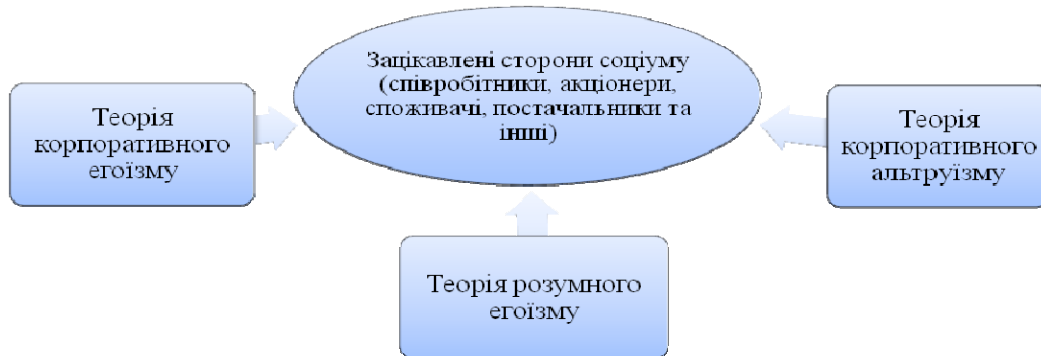 Зацікавлені сторони соціуму
(співробітники, акціонери,
споживачі, постачальники та
інші)
Теорія
корпоративного
егоїзму
Теорія
корпоративного
альтруїзму
Теорія розумного
егоїзму